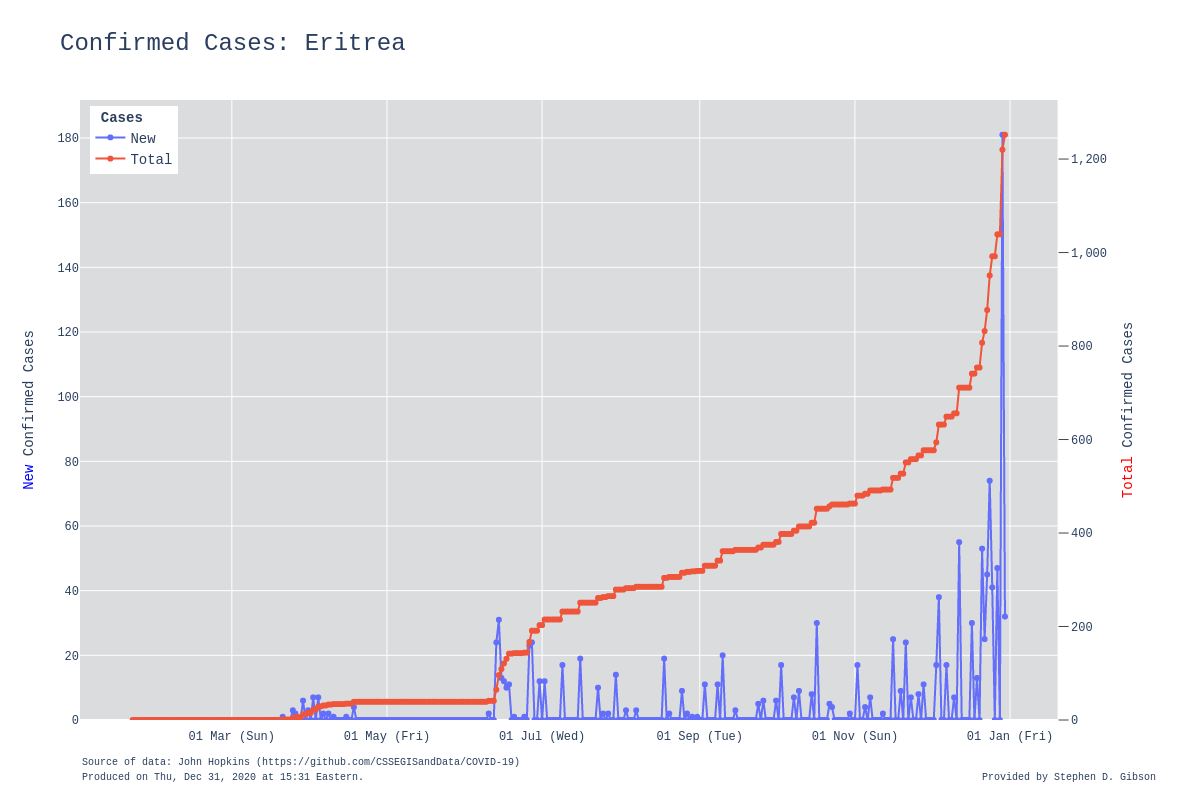 Confirmed Cases: Eritrea
Cases
New
Total
180
160
140
120
100
80
60
40
20
0
1,200
1,000
800
600
400
200
0
New Confirmed Cases
Total Confirmed Cases
01 Mar (Sun) 01 May (Fri) 01 Jul (Wed) 01 Sep (Tue) 01 Nov (Sun) 01 Jan (Fri)
Source of data: John Hopkins (https://github.com/CSSEGISandData/COVID-19)
Produced on Thu, Dec 31, 2020 at 15:31 Eastern.
Provided by Stephen D. Gibson